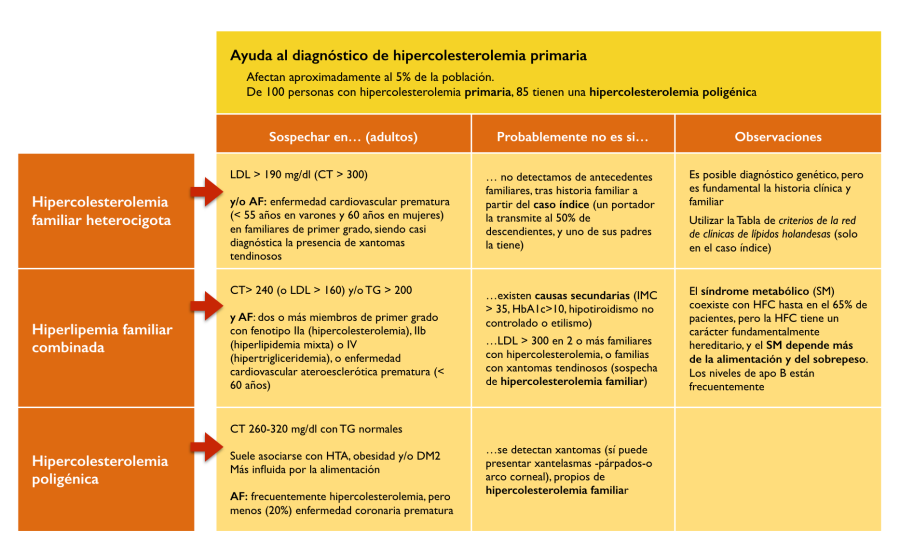 Ayuda al diagnóstico de hipercolesterolemia primaria
Afectan aproximadamente al 5% de la población.
De 100 personas con hipercolesterolemia primaria, 85 tienen una hipercolesterolemia poligénica
Sospechar en… (adultos)
Probablemente no es si…
Observaciones
Hipercolesterolemia
familiar heterocigota
LDL > 190 mg/dl (CT > 300)
y/o AF: enfermedad cardiovascular prematura
(< 55 años en varones y 60 años en mujeres)
en familiares de primer grado, siendo casi
diagnóstica la presencia de xantomas
tendinosos
… no detectamos de antecedentes
familiares, tras historia familiar a
partir del caso índice (un portador
la transmite al 50% de
descendientes, y uno de sus padres
la tiene)
Es posible diagnóstico genético, pero
es fundamental la historia clínica y
familiar
Utilizar la Tabla de criterios de la red
de clínicas de lípidos holandesas (solo
en el caso índice)
Hiperlipemia familiar
combinada
CT> 240 (o LDL > 160) y/o TG > 200
y AF: dos o más miembros de primer grado
con fenotipo IIa (hipercolesterolemia), IIb
(hiperlipidemia mixta) o IV
(hipertrigliceridemia), o enfermedad
cardiovascular ateroesclerótica prematura (<
60 años)
…existen causas secundarias (IMC
> 35, HbA1c>10, hipotiroidismo no
controlado o etilismo)
…LDL > 300 en 2 o más familiares
con hipercolesterolemia, o familias
con xantomas tendinosos (sospecha
de hipercolesterolemia familiar)
El síndrome metabólico (SM)
coexiste con HFC hasta en el 65% de
pacientes, pero la HFC tiene un
carácter fundamentalmente
hereditario, y el SM depende más
de la alimentación y del sobrepeso.
Los niveles de apo B están
frecuentemente
Hipercolesterolemia
poligénica
CT 260-320 mg/dl con TG normales
Suele asociarse con HTA, obesidad y/o DM2
Más influida por la alimentación
AF: frecuentemente hipercolesterolemia, pero
menos (20%) enfermedad coronaria prematura
…se detectan xantomas (sí puede
presentar xantelasmas -párpados-o
arco corneal), propios de
hipercolesterolemia familiar